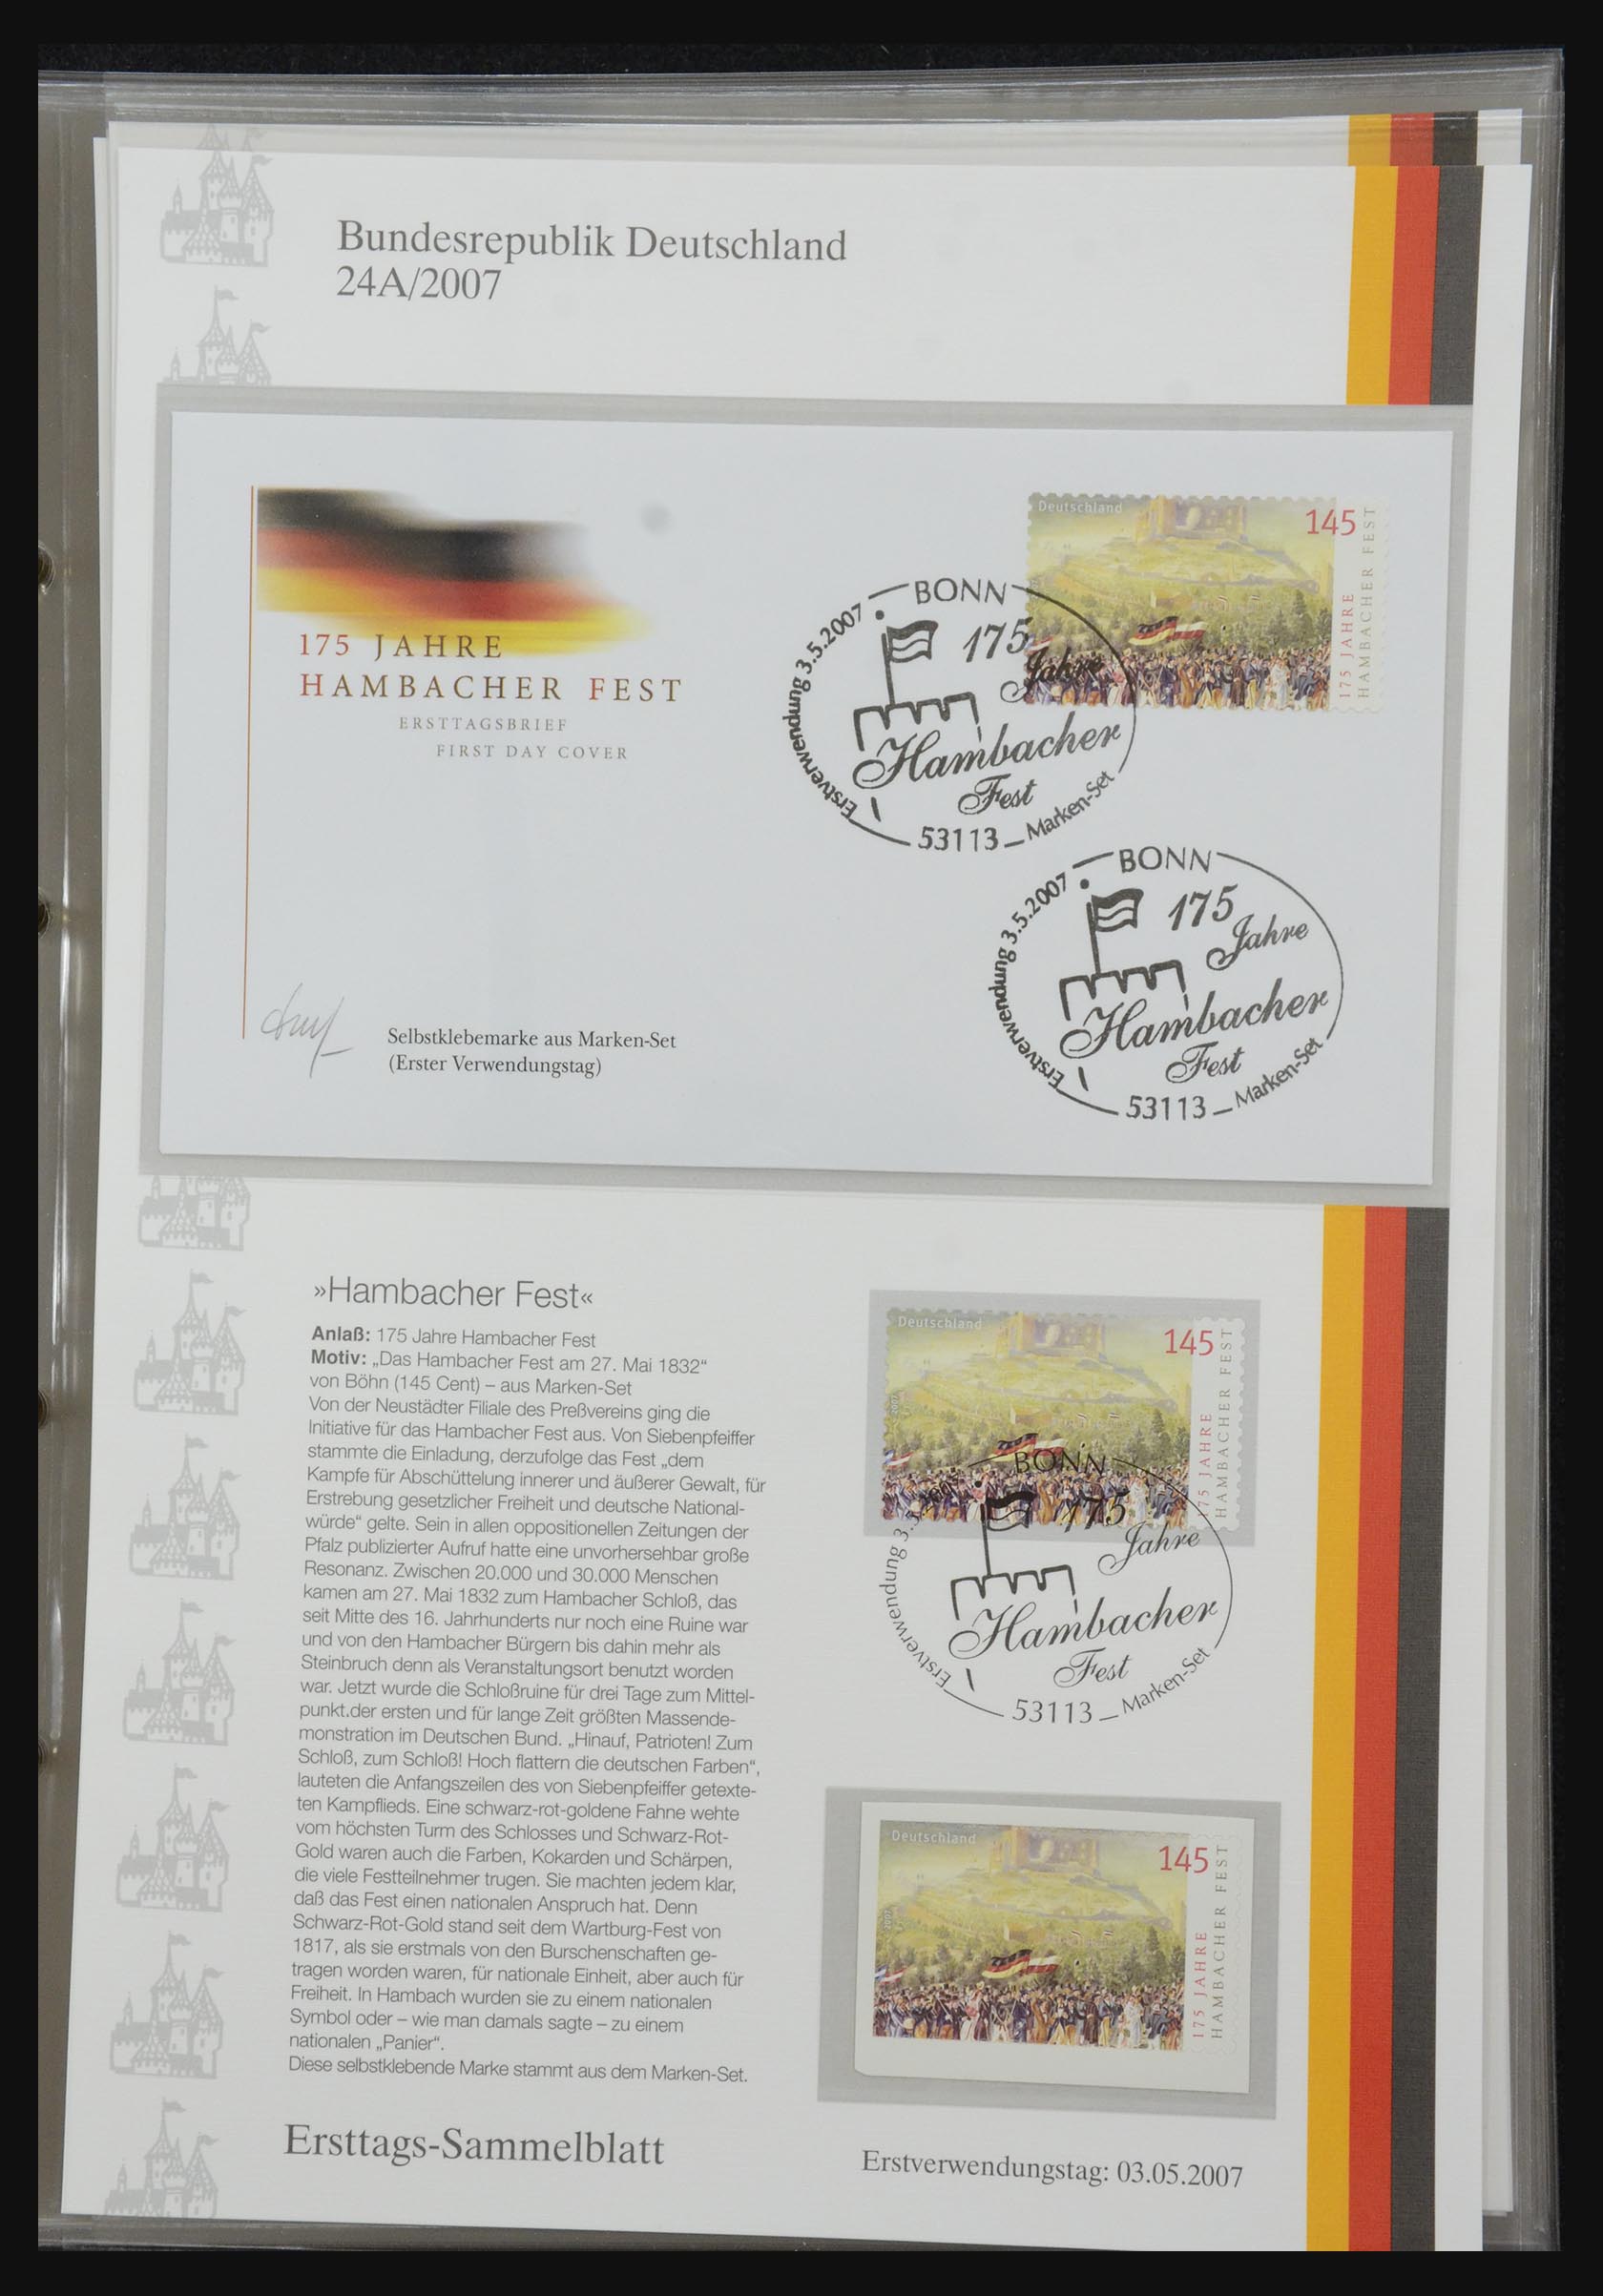 Bundesrepublik Deutschland
24A/2007
175 JAHRE
HAMBACHER FEST
ERSTTAGSBRIEF
FIRST DAY COVER
Selbstklebemarke aus Marken-Set
(Erster Verwendungstag)
Deutschland
145
175 JAHRE
HAMBACHER FEST
BONN
175
Jahre
Hambacher
Fest
53113
Erstverwendung 3.5.2007
Marken-Set
BONN
175
Jahre
Hambacher
Fest
53113
Erstverwendung 3.5.2007
Marken-Set
»Hambacher Fest«
Anlaß: 175 Jahre Hambacher Fest
Motiv: „Das Hambacher Fest am 27. Mai 1832“
von Böhn (145 Cent) – aus Marken-Set
Von der Neustädter Filiale des Preßvereins ging die
Initiative für das Hambacher Fest aus. Von Siebenpfeiffer
stammte die Einladung, derzufolge das Fest „dem
Kampfe für Abschüttelung innerer und äußerer Gewalt, für
Erstrebung gesetzlicher Freiheit und deutsche National-
würde“ gelte. Sein in allen oppositionellen Zeitungen der
Pfalz publizierter Aufruf hatte eine unvorhersehbar große
Resonanz. Zwischen 20.000 und 30.000 Menschen
kamen am 27. Mai 1832 zum Hambacher Schloß, das
seit Mitte des 16. Jahrhunderts nur noch eine Ruine war
und von den Hambacher Bürgern bis dahin mehr als
Steinbruch denn als Veranstaltungsort benutzt worden
war. Jetzt wurde die Schloßruine für drei Tage zum Mittel-
punkt.der ersten und für lange Zeit größten Massende-
monstration im Deutschen Bund. „Hinauf, Patrioten! Zum
Schloß, zum Schloß! Hoch flattern die deutschen Farben“,
lauteten die Anfangszeilen des von Siebenpfeiffer getexte-
ten Kampflieds. Eine schwarz-rot-goldene Fahne wehte
vom höchsten Turm des Schlosses und Schwarz-Rot-
Gold waren auch die Farben, Kokarden und Schärpen,
die viele Festteilnehmer trugen. Sie machten jedem klar,
daß das Fest einen nationalen Anspruch hat. Denn
Schwarz-Rot-Gold stand seit dem Wartburg-Fest von
1817, als sie erstmals von den Burschenschaften ge-
tragen worden waren, für nationale Einheit, aber auch für
Freiheit. In Hambach wurden sie zu einem nationalen
Symbol oder – wie man damals sagte – zu einem
nationalen „Panier“.
Diese selbstklebende Marke stammt aus dem Marken-Set.
Deutschland
145
2007
175 JAHRE
HAMBACHER FEST
BONN
175
Jahre
Hambacher
Fest
53113
Erstverwendung
Marken-Set
Deutschland
145
2007
175 JAHRE
HAMBACHER FEST
Ersttags-Sammelblatt
Erstverwendungstag: 03.05.2007